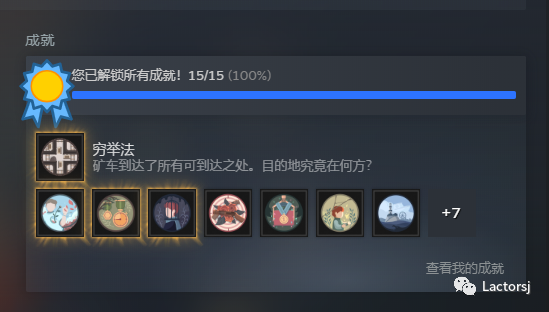 成就
您已解锁所有成就！15/15 (100%)
穷举法
矿车到达了所有可到达之处。目的地究竟在何方？
+7
查看我的成就
Lactorsj